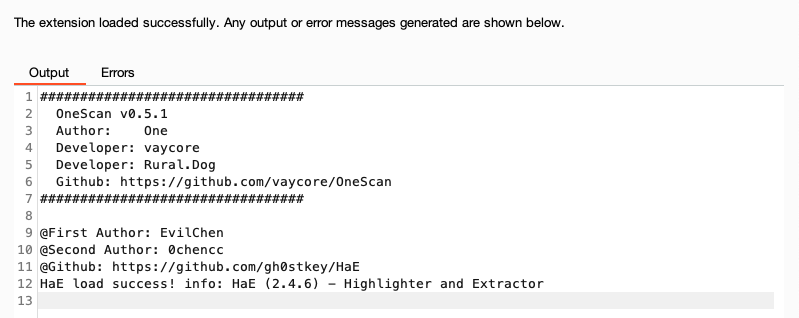 The extension loaded successfully. Any output or error messages generated are shown below.
Output Errors
1 #################################
2 OneScan v0.5.1
3 Author: One
4 Developer: vaycore
5 Developer: Rural.Dog
6 Github: https://github.com/vaycore/OneScan
7 #################################
8
9 @First Author: EvilChen
10 @Second Author: 0chencc
11 @Github: https://github.com/gh0stkey/HaE
12 HaE load success! info: HaE (2.4.6) - Highlighter and Extractor
13